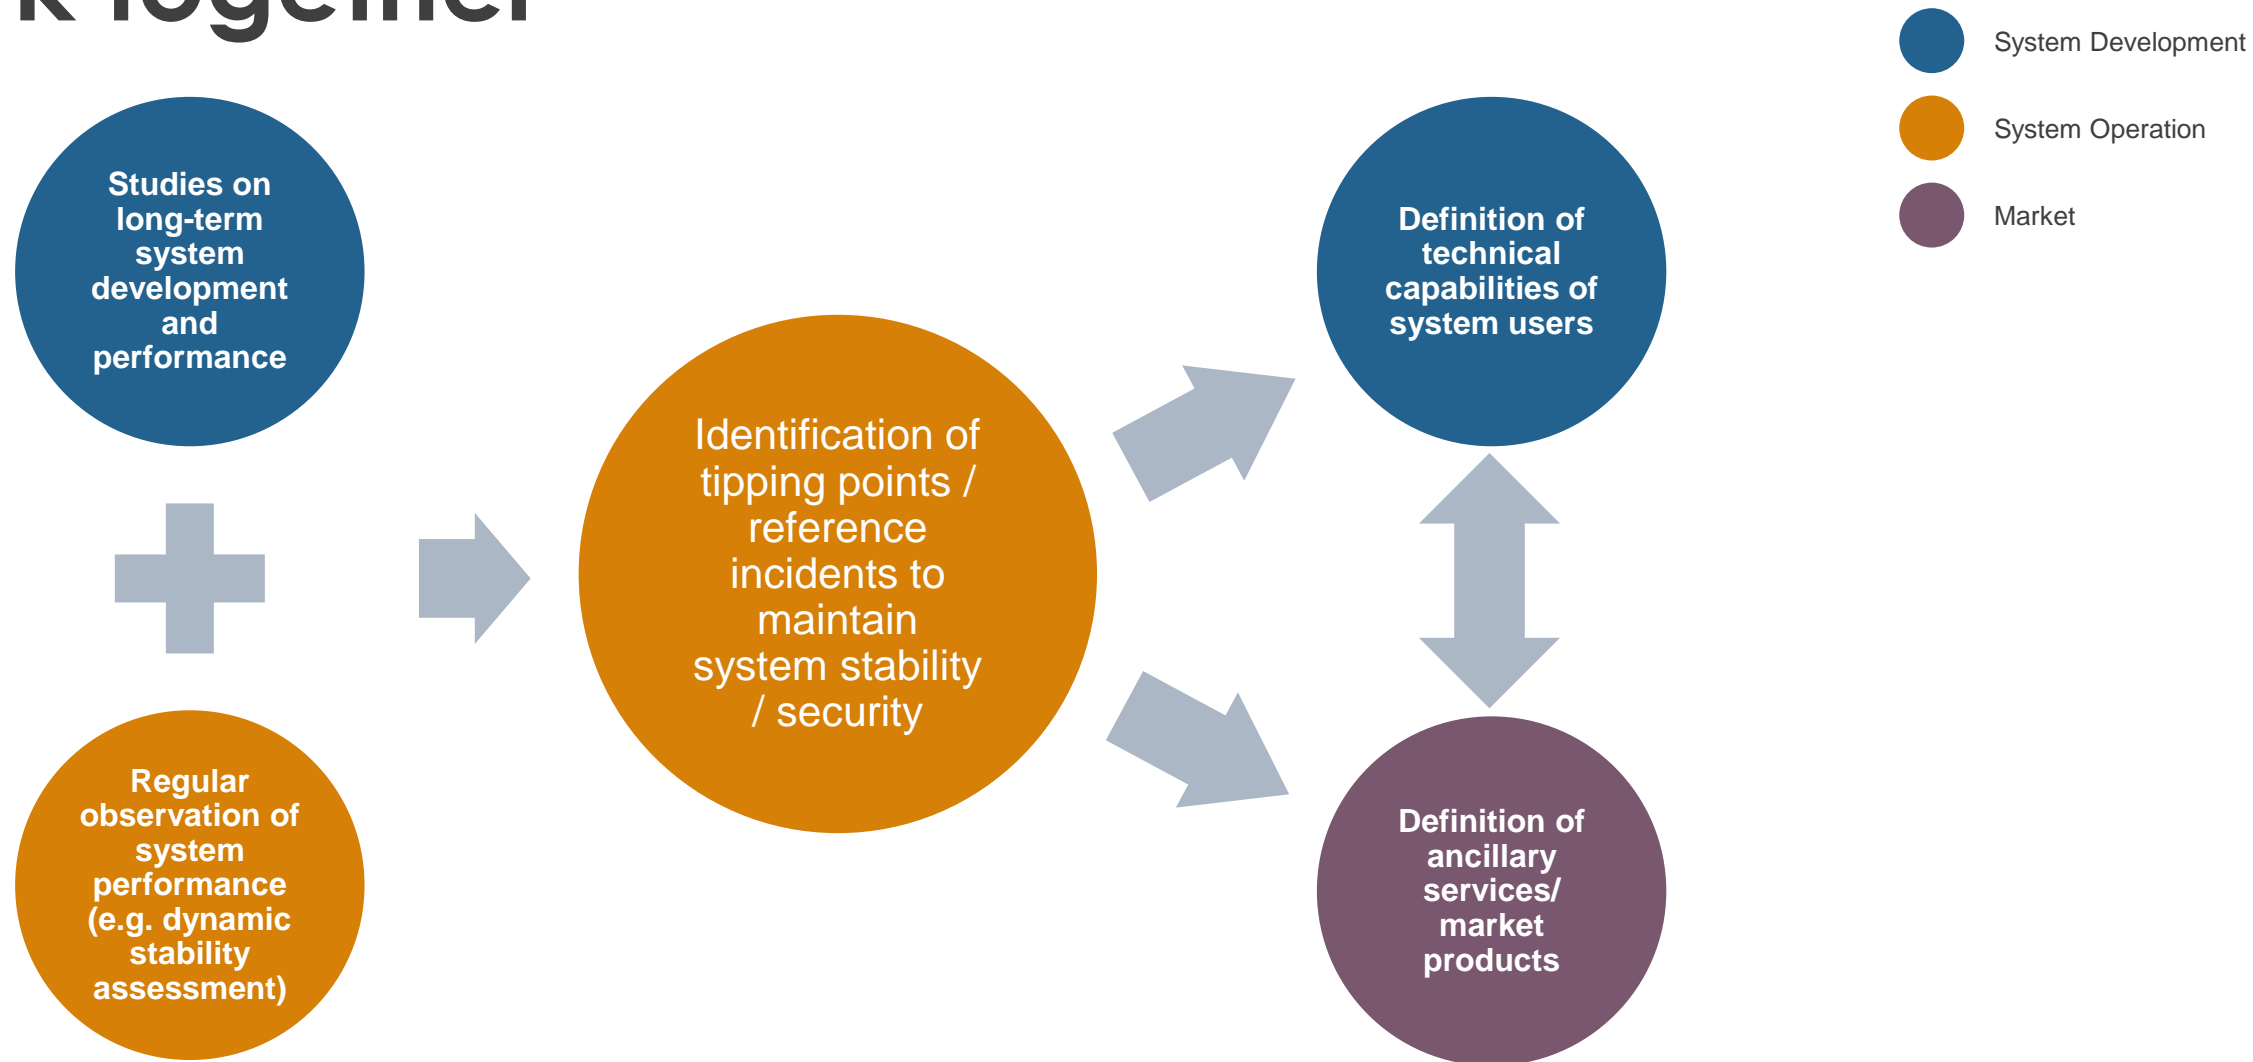 k Together
System Development
System Operation
Market
Studies on
long-term
system
development
and
performance
Regular
observation of
system
performance
(e.g. dynamic
stability
assessment)
Identification of
tipping points /
reference
incidents to
maintain
system stability
/ security
Definition of
technical
capabilities of
system users
Definition of
ancillary
services/
market
products